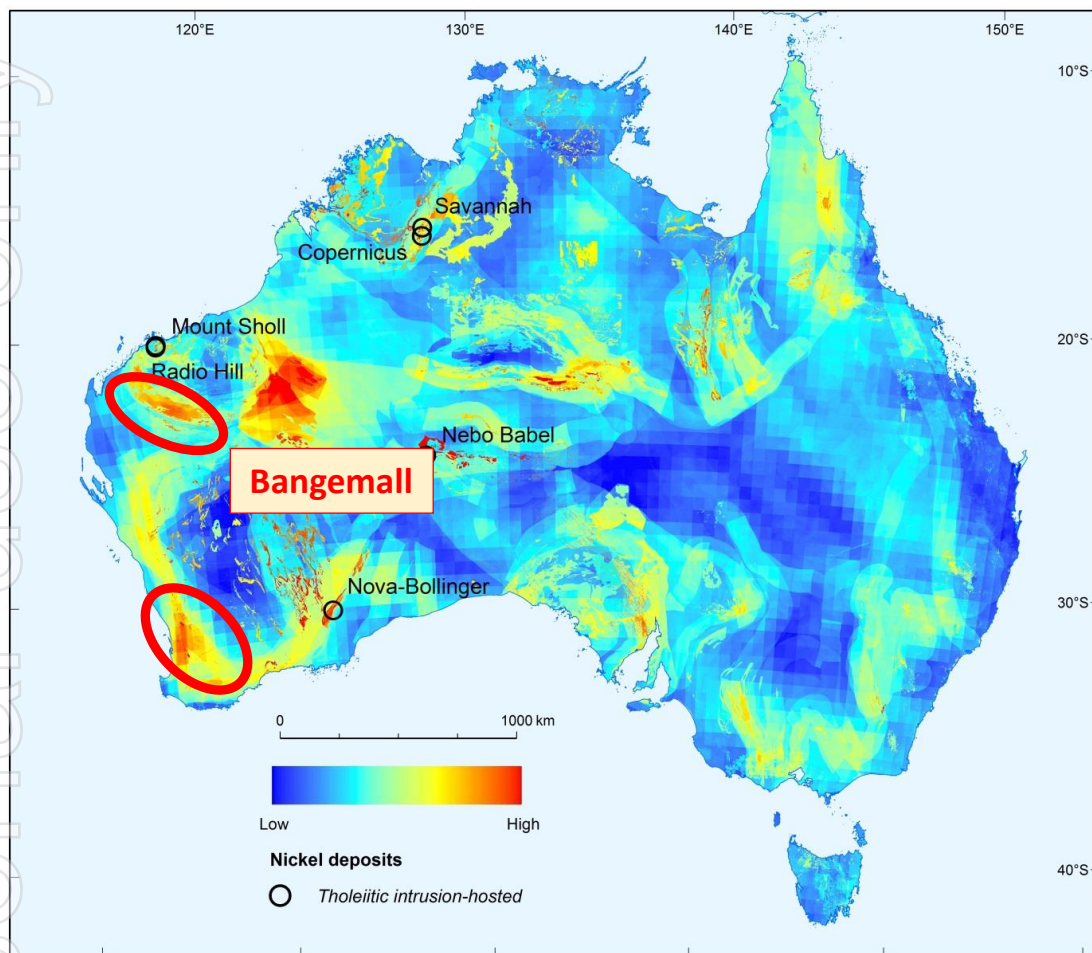 120°E 130°E 140°E 150°E
10°S
Savannah
Copernicus
Mount Sholl
20°S
Radio Hill
Nebo Babel
Bangemall
Nova-Bollinger
30°S
0 1000 km
Low High
Nickel deposits
40°S
Tholeiitic intrusion-hosted